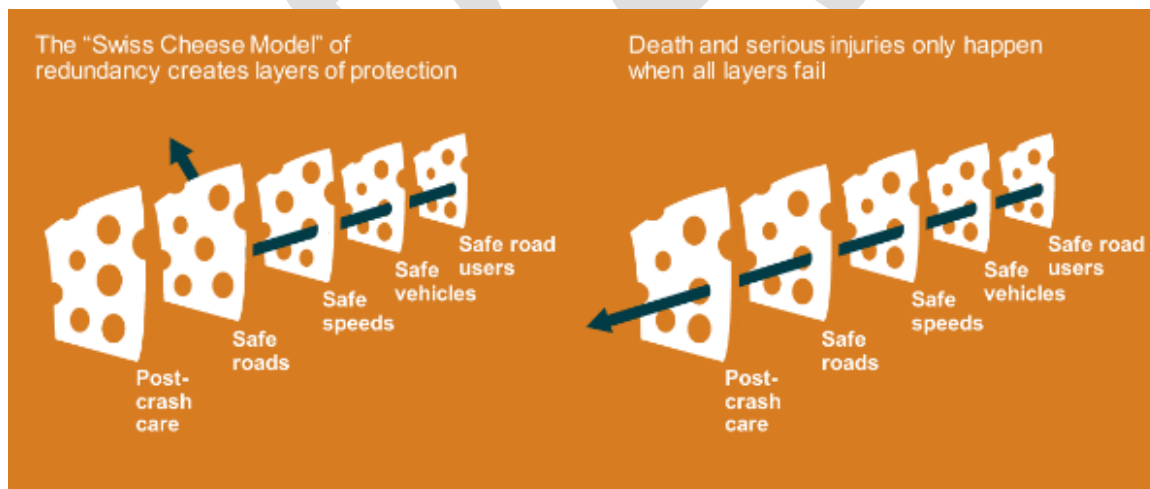 The “Swiss Cheese Model” of
redundancy creates layers of protection
Safe road
users
Safe
vehicles
Safe
speeds
Safe
roads
Post-
crash
care
Death and serious injuries only happen
when all layers fail
Safe road
users
Safe
vehicles
Safe
speeds
Safe
roads
Post-
crash
care